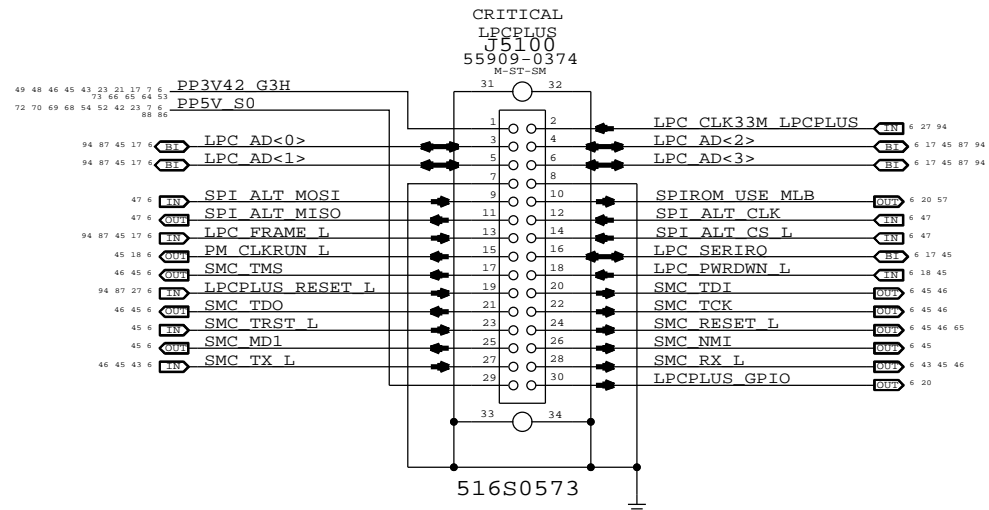 CRITICAL
LPCPLUS
J5100
55909-0374
M-ST-SM
31 32
49 48 46 45 43 23 21 17 7 6 PP3V42_G3H
73 66 65 64 53
72 70 69 68 54 52 42 23 7 6 PP5V_S0
88 86
1 2 LPC_CLK33M_LPCPLUS IN 6 27 94
94 87 45 17 6 BI LPC_AD<0> 3 4 LPC_AD<2> BI 6 17 45 87 94
94 87 45 17 6 BI LPC_AD<1> 5 6 LPC_AD<3> BI 6 17 45 87 94
7 8
47 6 IN SPI_ALT_MOSI 9 10 SPIROM_USE_MLB OUT 6 20 57
47 6 OUT SPI_ALT_MISO 11 12 SPI_ALT_CLK IN 6 47
94 87 45 17 6 IN LPC_FRAME_L 13 14 SPI_ALT_CS_L IN 6 47
45 18 6 OUT PM_CLKRUN_L 15 16 LPC_SERIRQ BI 6 17 45
46 45 6 OUT SMC_TMS 17 18 LPC_PWRDWN_L IN 6 18 45
94 87 27 6 IN LPCPLUS_RESET_L 19 20 SMC_TDI OUT 6 45 46
46 45 6 OUT SMC_TDO 21 22 SMC_TCK OUT 6 45 46
45 6 IN SMC_TRST_L 23 24 SMC_RESET_L OUT 6 45 46 65
45 6 OUT SMC_MD1 25 26 SMC_NMI OUT 6 45
46 45 43 6 IN SMC_TX_L 27 28 SMC_RX_L OUT 6 43 45 46
29 30 LPCPLUS_GPIO OUT 6 20
33 34
516S0573